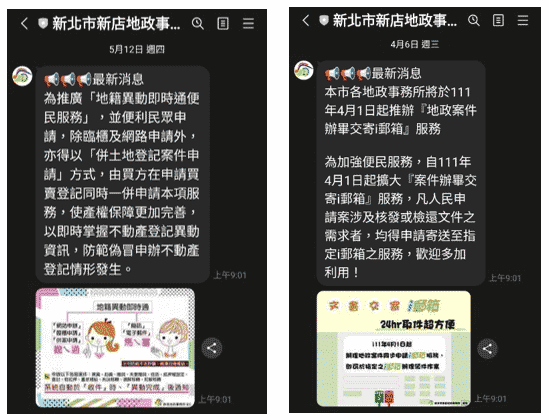 新北市新店地政事...
5月12日 週四
最新消息
為推廣「地籍異動即時通便
民服務」，並便利民眾申
請，除臨櫃及網路申請外，
亦得以「併土地登記案件申
請」方式，由買方在申請買
賣登記同時一併申請本項服
務，使產權保障更加完善，
以即時掌握不動產登記異動
資訊，防範偽冒申辦不動產
登記情形發生。
上午9:01
地籍異動即時通
上午9:01
新北市新店地政事...
4月6日 週三
最新消息
本市各地政事務所將於111
年4月1日起推辦『地政案件
辦畢交寄i郵箱』服務
為加強便民服務，自111年
4月1日起擴大『案件辦畢交
寄i郵箱』服務，凡人民申
請案涉及核發或檢還文件之
需求者，均得申請寄送至指
定i郵箱之服務，歡迎多加
利用！
上午9:01
文書交寄i郵箱
24hr取件超方便
111年4月1日起
上午9:01